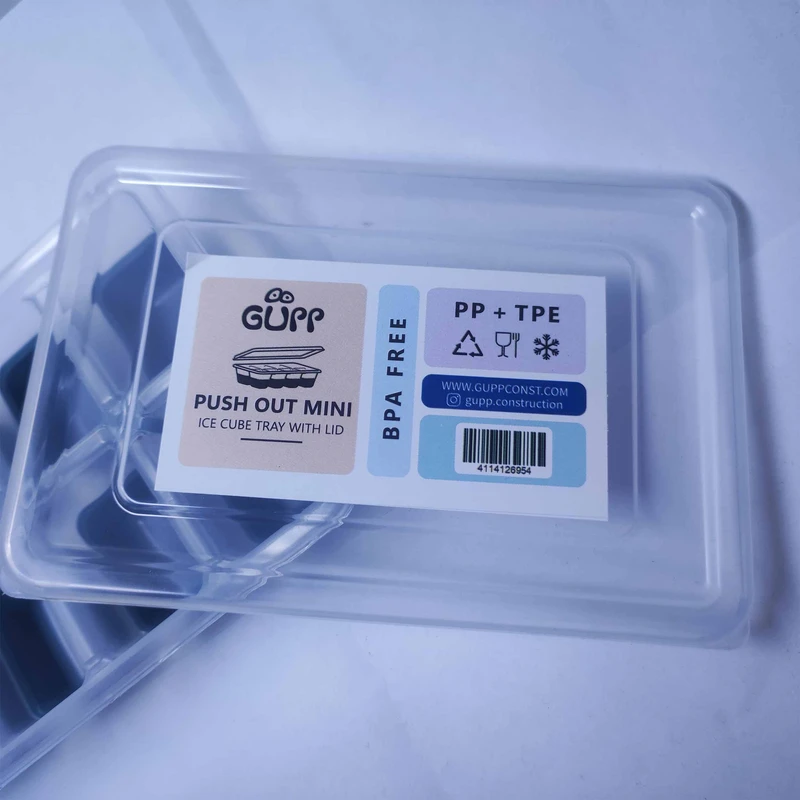 GUPP
PUSH OUT MINI
ICE CUBE TRAY WITH LID
BPA FREE
PP + TPE
WWW.GUPPCONST.COM
gupp.construction
4114126954